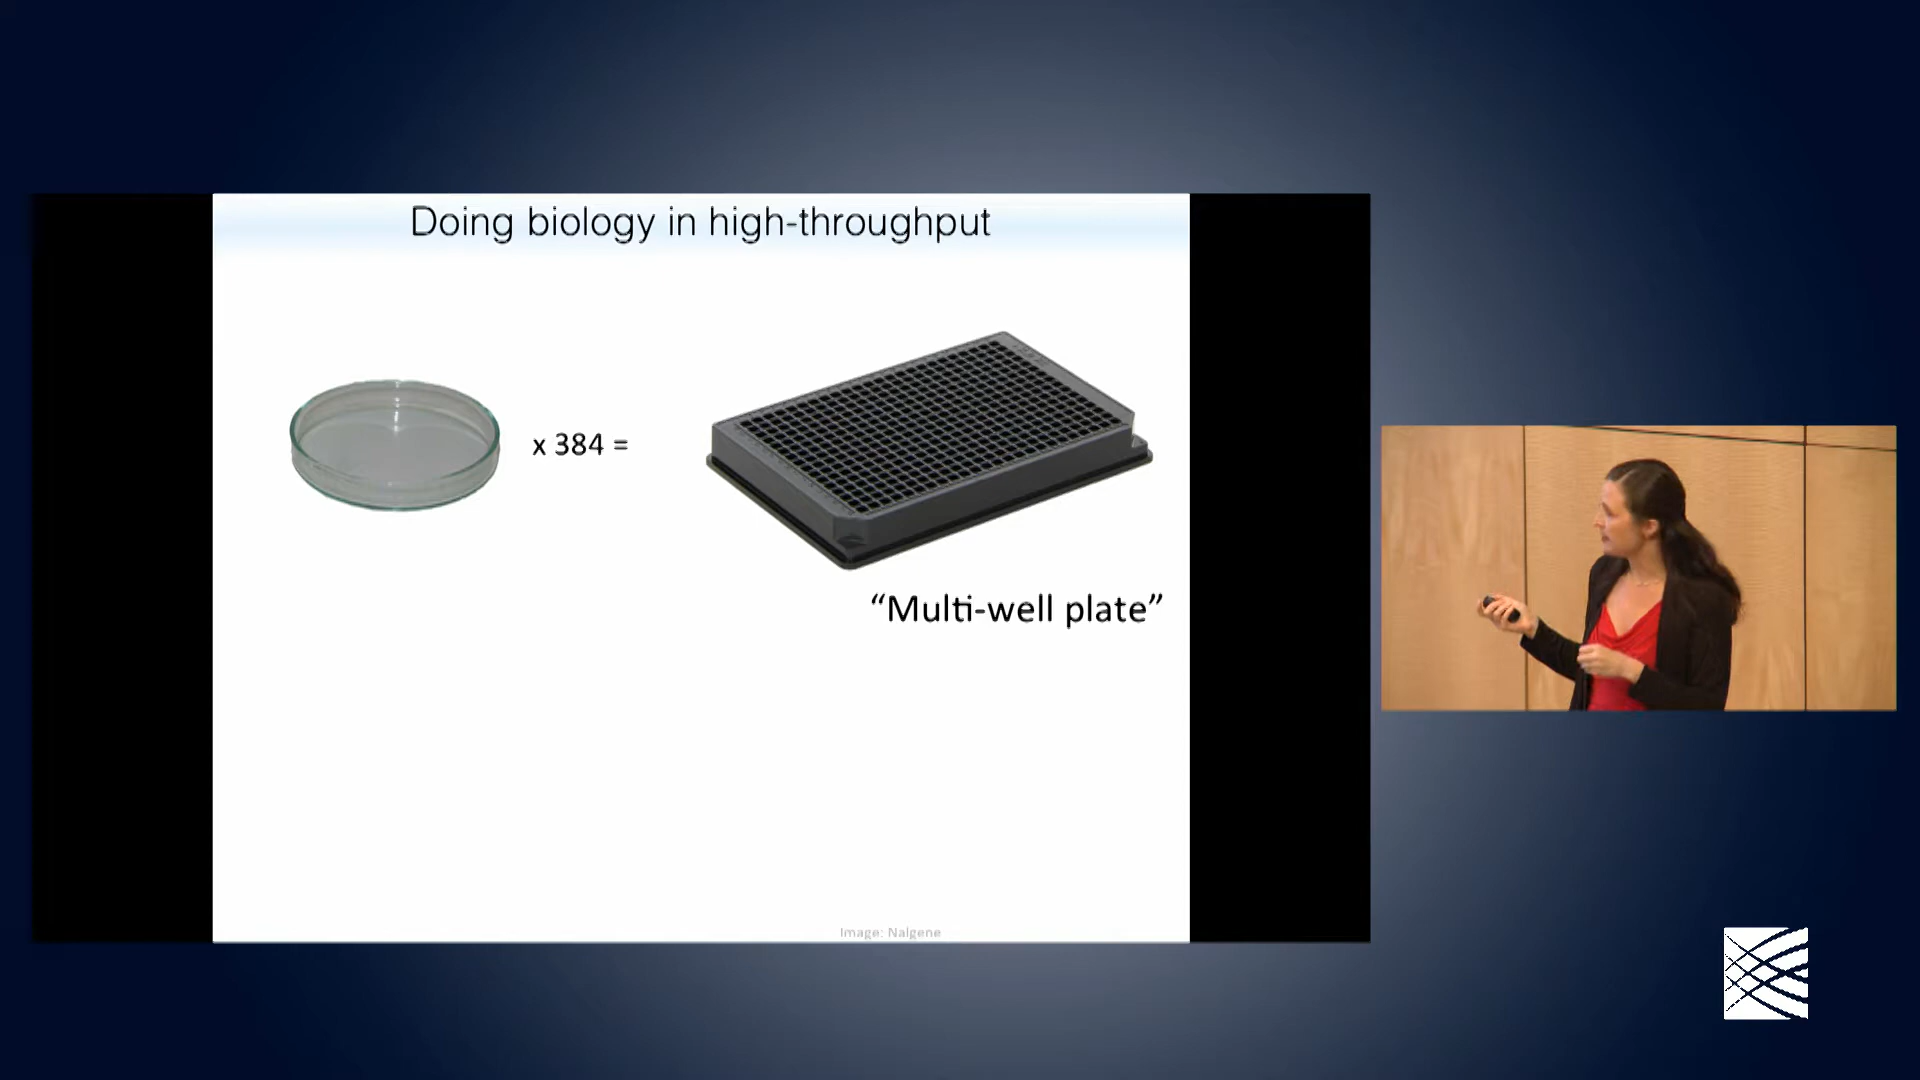 Doing biology in high-throughput
x 384 =
“Multi-well plate”
Image: Nalgene